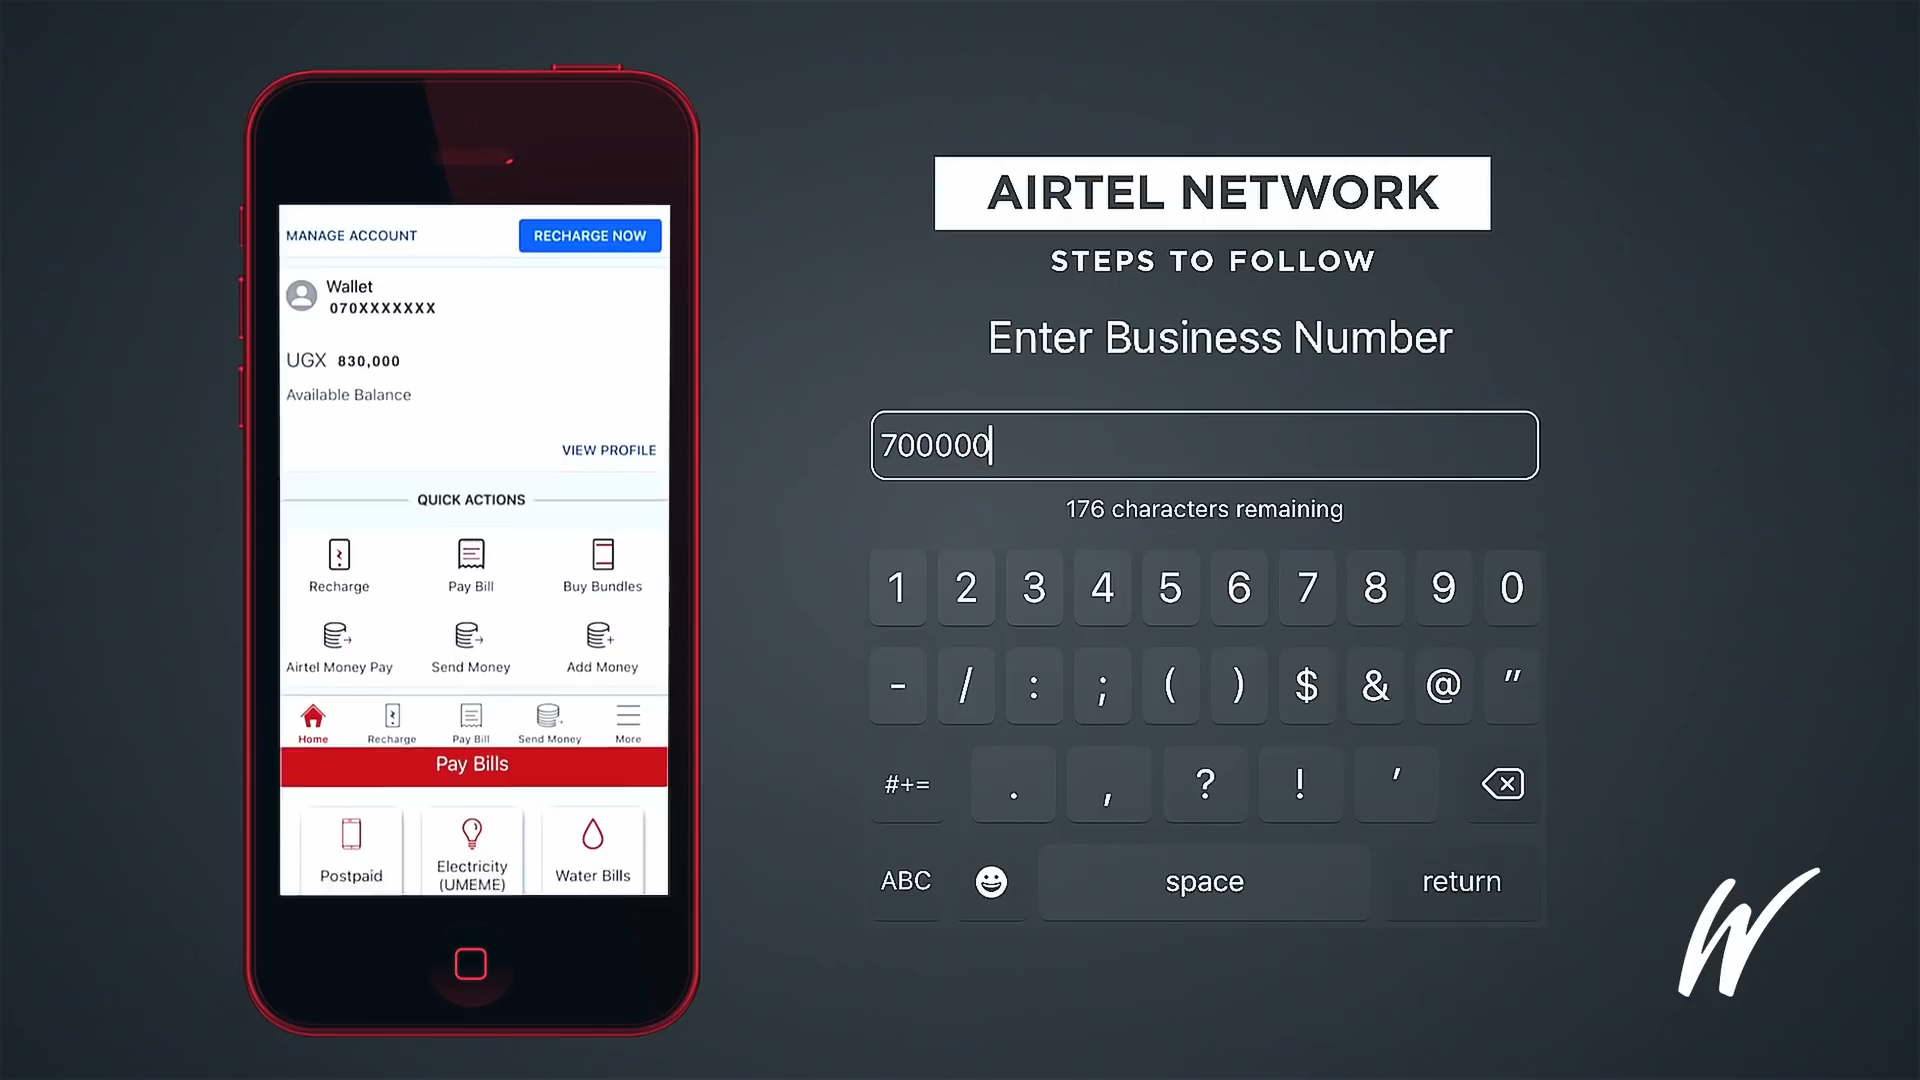 MANAGE ACCOUNT
RECHARGE NOW
Wallet
070XXXXXXX
UGX 830,000
Available Balance
VIEW PROFILE
QUICK ACTIONS
Recharge
Pay Bill
Buy Bundles
Airtel Money Pay
Send Money
Add Money
Home
Recharge
Pay Bill
Send Money
More
Pay Bills
Postpaid
Electricity
(UMEME)
Water Bills
AIRTEL NETWORK
STEPS TO FOLLOW
Enter Business Number
700000
176 characters remaining
1 2 3 4 5 6 7 8 9 0
- / : ; ( ) $ & @ "
#+= . , ? ! '
ABC space return
W